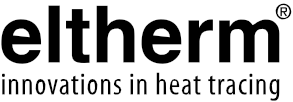 eltherm®
innovations in heat tracing